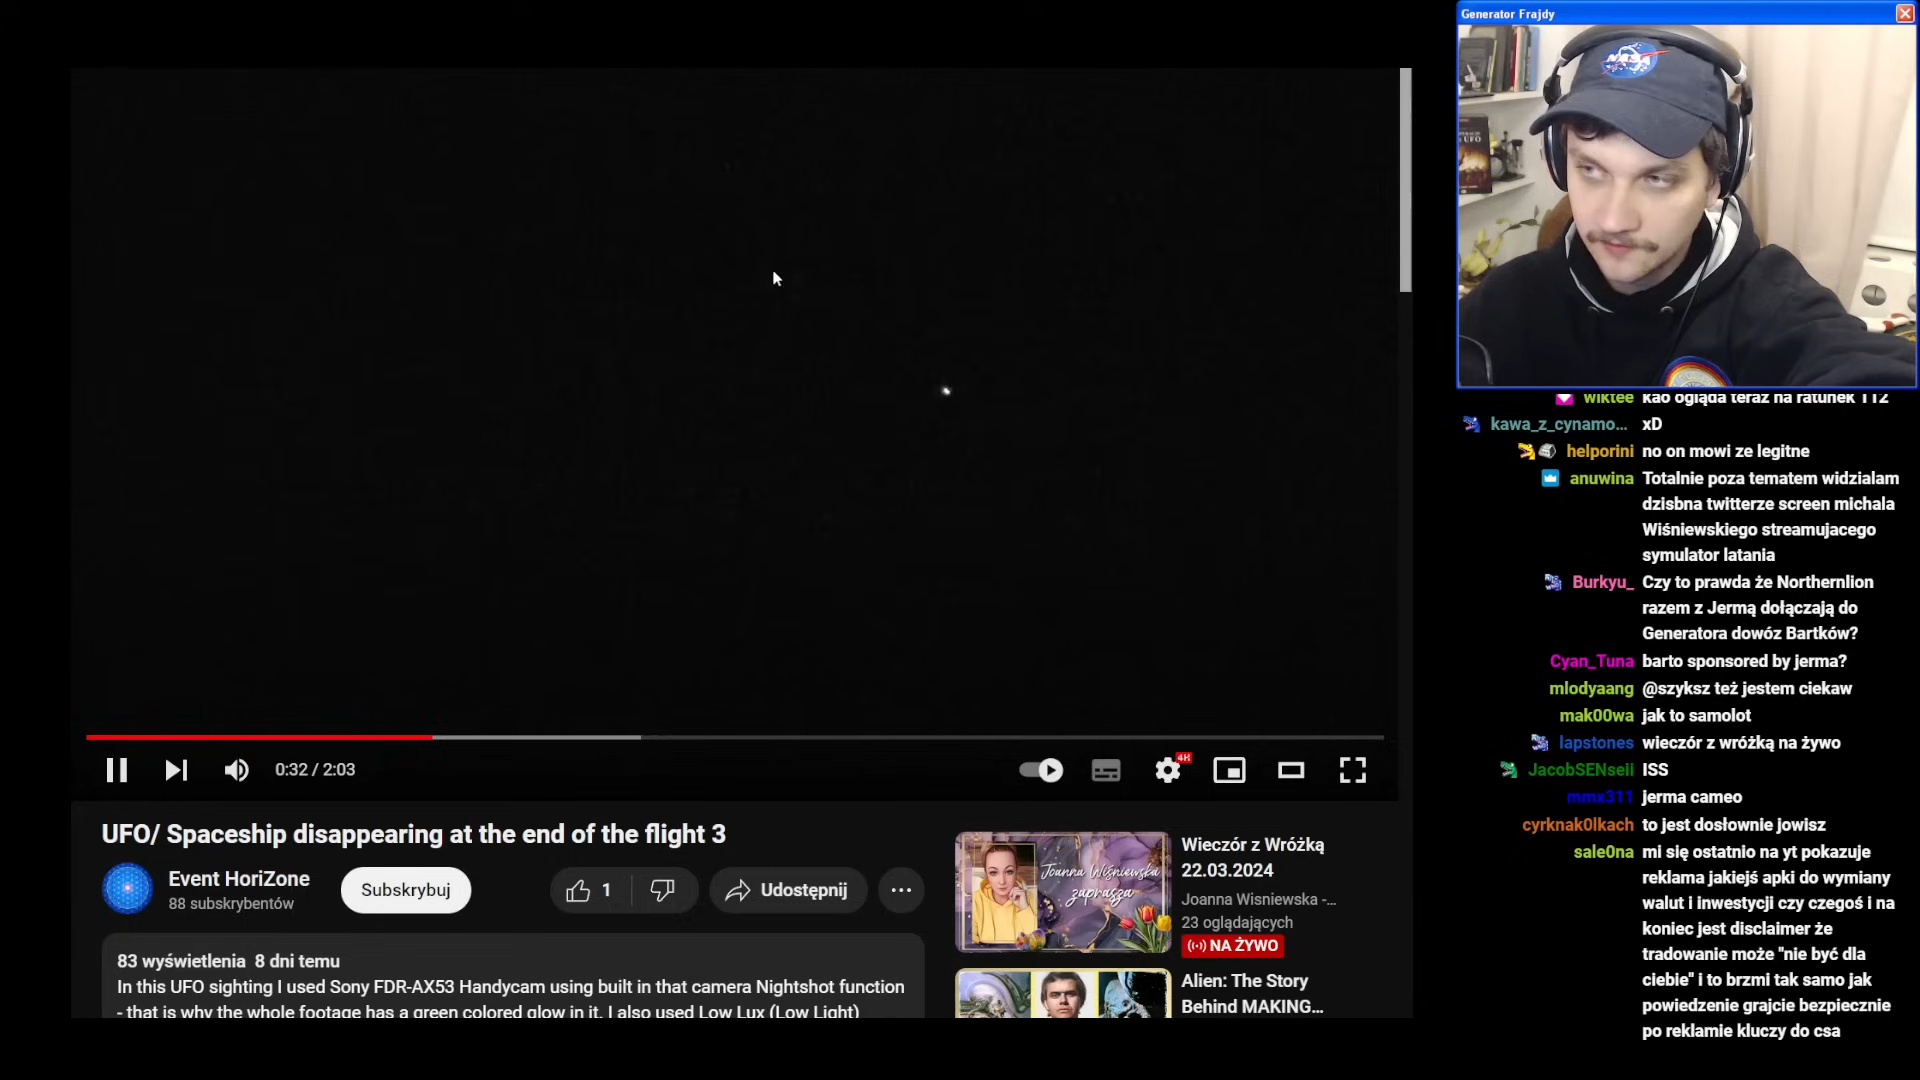 Generator Frajdy
NASA
UFO
wiktee kao ogląda teraz na ratunek 112
kawa_z_cynamo... xD
helporini no on mowi ze legitne
anuwina Totalnie poza tematem widzialam
dzisbna twitterze screen michala
Wiśniewskiego streamujacego
symulator latania
Burkyu_ Czy to prawda że Northernlion
razem z Jermą dołączają do
Generatora dowóz Bartków?
Cyan_Tuna barto sponsored by jerma?
mlodyaang @szyksz też jestem ciekaw
mak00wa jak to samolot
lapstones wieczór z wróżką na żywo
JacobSENseii ISS
mmx311 jerma cameo
cyrknak0lkach to jest dosłownie jowisz
sale0na mi się ostatnio na yt pokazuje
reklama jakiejś apki do wymiany
walut i inwestycji czy czegoś i na
koniec jest disclaimer że
tradowanie może "nie być dla
ciebie" i to brzmi tak samo jak
powiedzenie grajcie bezpiecznie
po reklamie kluczy do csa
0:32 / 2:03
4K
UFO/ Spaceship disappearing at the end of the flight 3
Event HoriZone
88 subskrybentów
Subskrybuj
1
Udostępnij
83 wyświetlenia 8 dni temu
In this UFO sighting I used Sony FDR-AX53 Handycam using built in that camera Nightshot function
- that is why the whole footage has a green colored glow in it. I also used Low Lux (Low Light)
Joanna Wiśniewska
zaprasza
Wieczór z Wróżką
22.03.2024
Joanna Wisniewska -...
23 oglądających
NA ŻYWO
Alien: The Story
Behind MAKING...